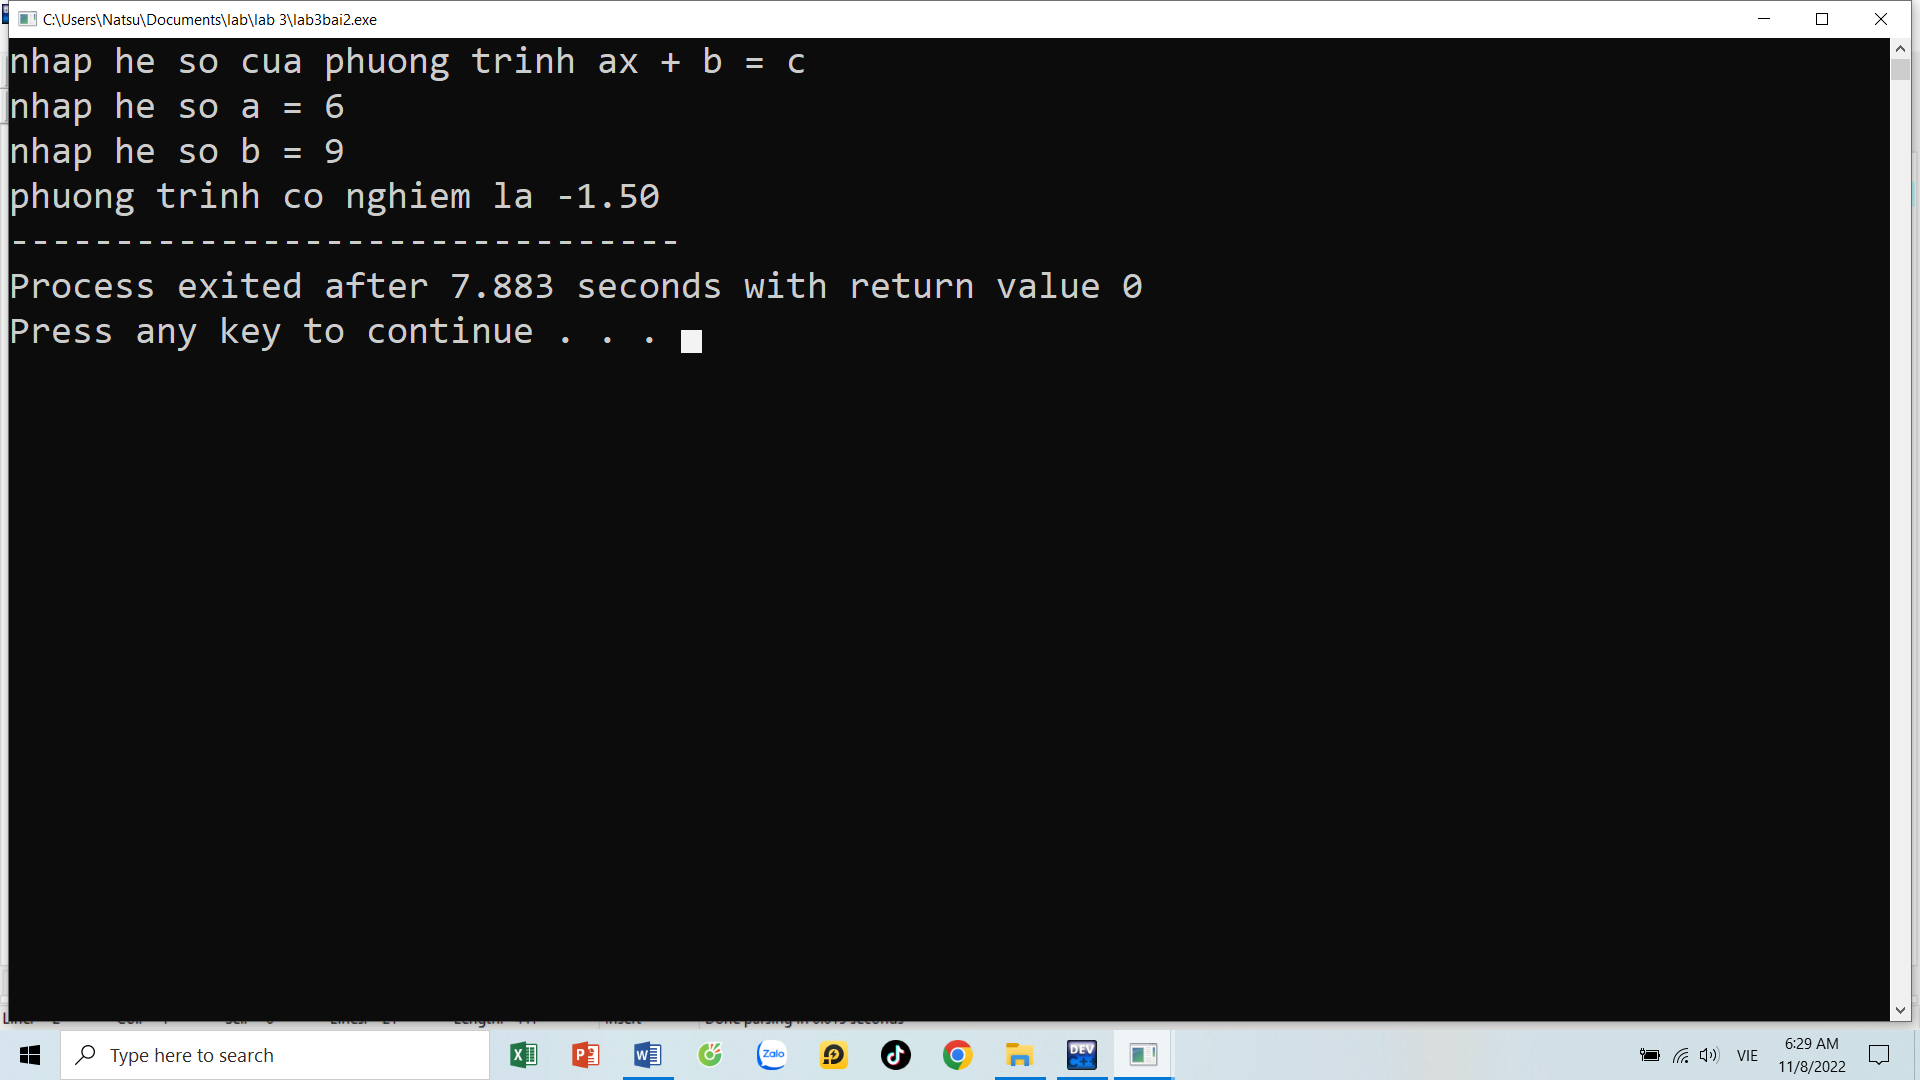 C:\Users\Natsu\Documents\lab\lab 3\lab3bai2.exe
nhap he so cua phuong trinh ax + b = c
nhap he so a = 6
nhap he so b = 9
phuong trinh co nghiem la -1.50
--------------------------------
Process exited after 7.883 seconds with return value 0
Press any key to continue . . .
Type here to search
Zalo
DEV
VIE
6:29 AM
11/8/2022